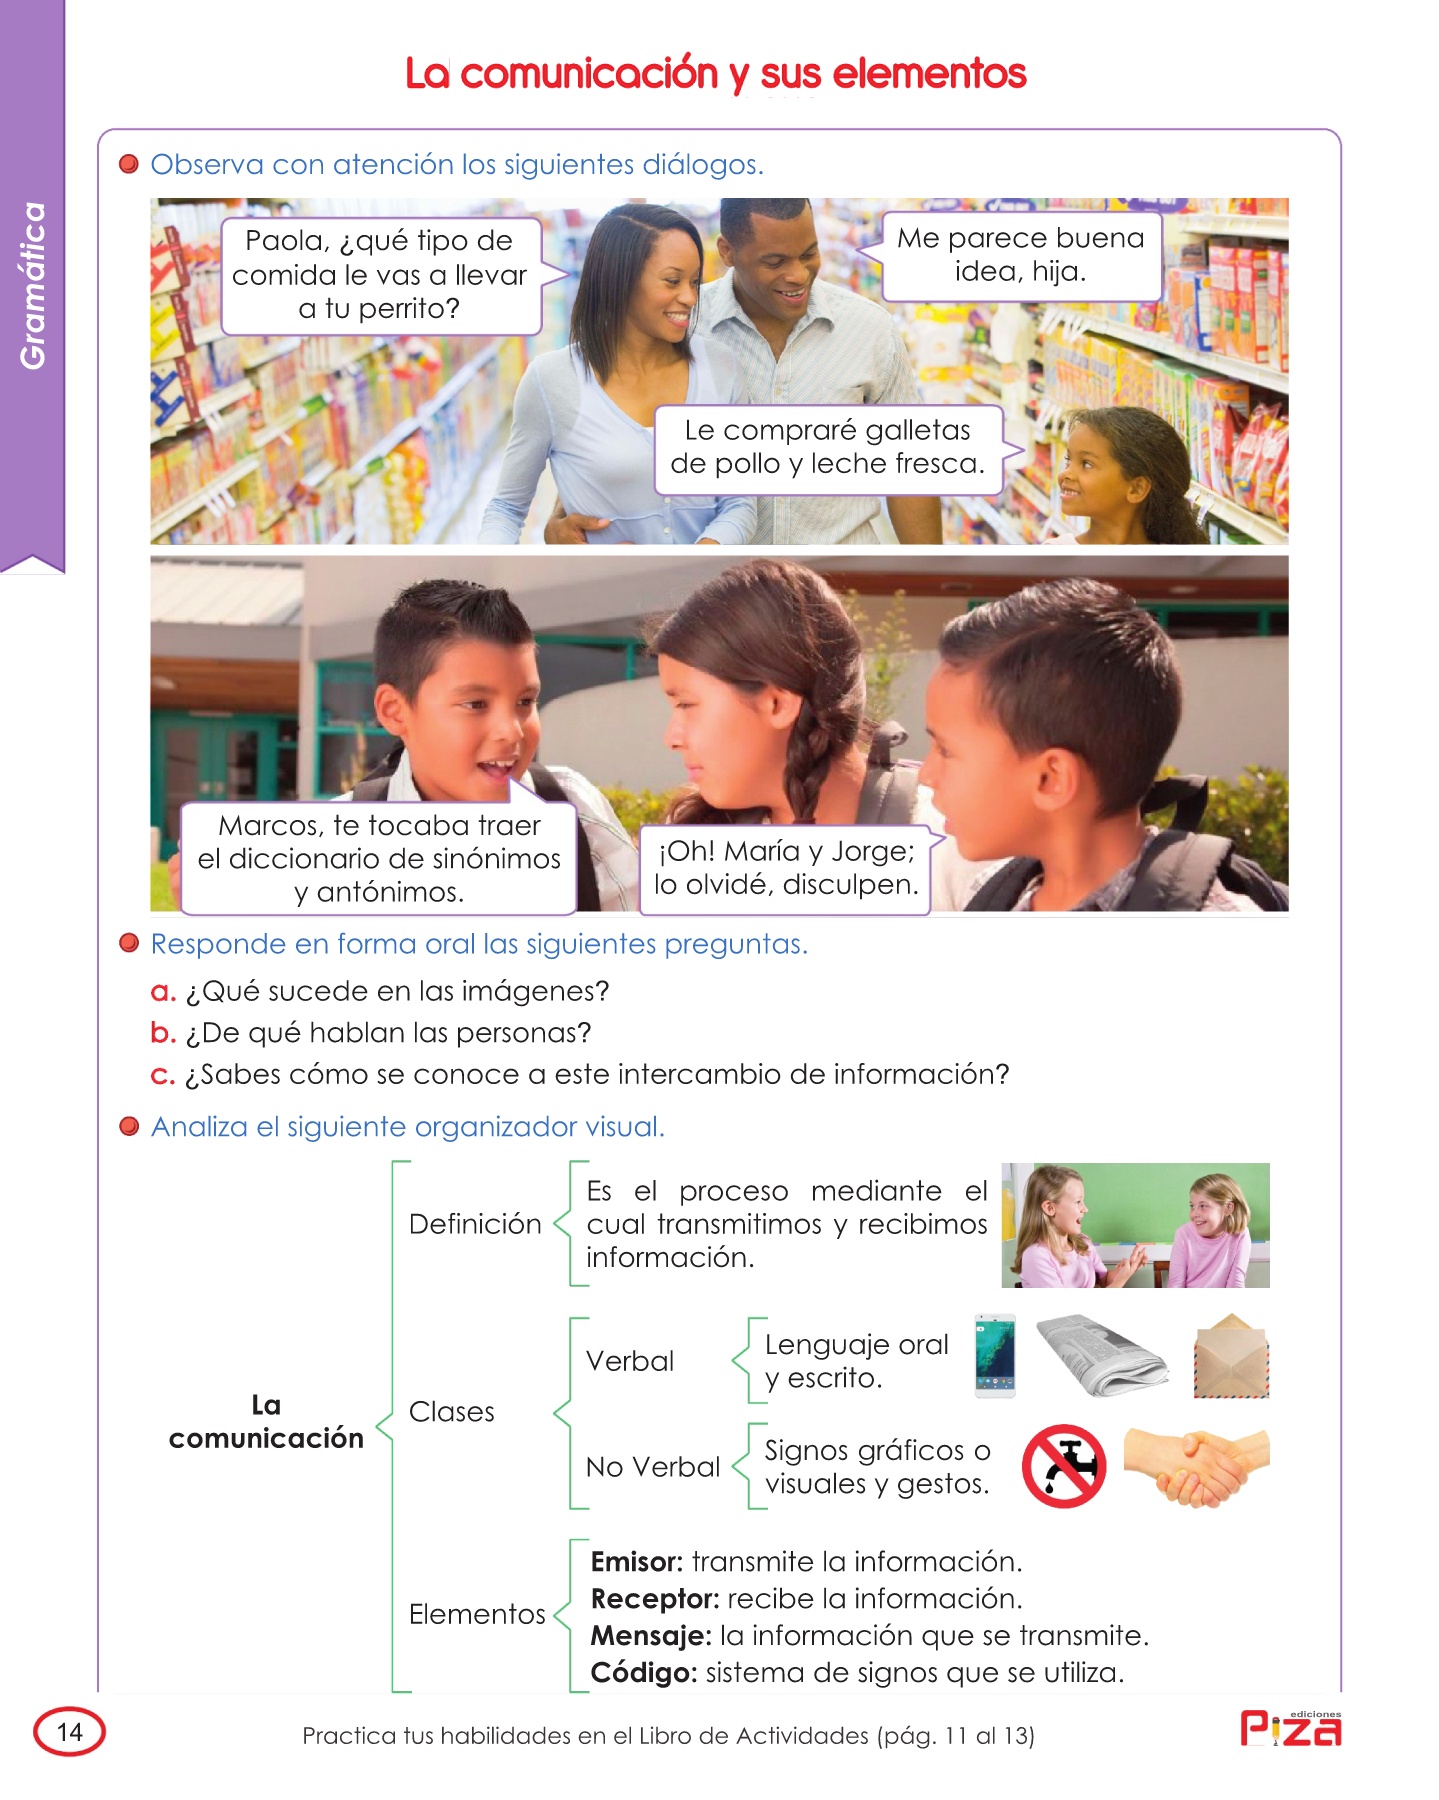 La comunicación y sus elementos
Gramática
Observa con atención los siguientes diálogos.
Paola, ¿qué tipo de
comida le vas a llevar
a tu perrito?
Me parece buena
idea, hija.
Le compraré galletas
de pollo y leche fresca.
Marcos, te tocaba traer
el diccionario de sinónimos
y antónimos.
¡Oh! María y Jorge;
lo olvidé, disculpen.
Responde en forma oral las siguientes preguntas.
a. ¿Qué sucede en las imágenes?
b. ¿De qué hablan las personas?
c. ¿Sabes cómo se conoce a este intercambio de información?
Analiza el siguiente organizador visual.
La
comunicación
Definición
Es el proceso mediante el
cual transmitimos y recibimos
información.
Clases
Verbal
Lenguaje oral
y escrito.
No Verbal
Signos gráficos o
visuales y gestos.
Elementos
Emisor: transmite la información.
Receptor: recibe la información.
Mensaje: la información que se transmite.
Código: sistema de signos que se utiliza.
14
Practica tus habilidades en el Libro de Actividades (pág. 11 al 13)
ediciones
Piza